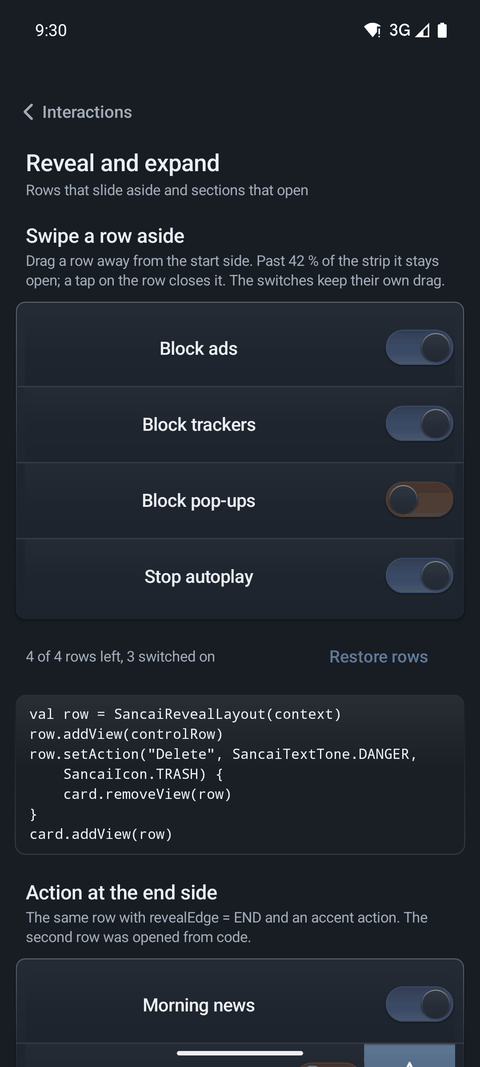 9:30
3G
Interactions
Reveal and expand
Rows that slide aside and sections that open
Swipe a row aside
Drag a row away from the start side. Past 42 % of the strip it stays
open; a tap on the row closes it. The switches keep their own drag.
Block ads
Block trackers
Block pop-ups
Stop autoplay
4 of 4 rows left, 3 switched on
Restore rows
val row = SancaiRevealLayout(context)
row.addView(controlRow)
row.setAction("Delete", SancaiTextTone.DANGER,
    SancaiIcon.TRASH) {
    card.removeView(row)
}
card.addView(row)
Action at the end side
The same row with revealEdge = END and an accent action. The
second row was opened from code.
Morning news